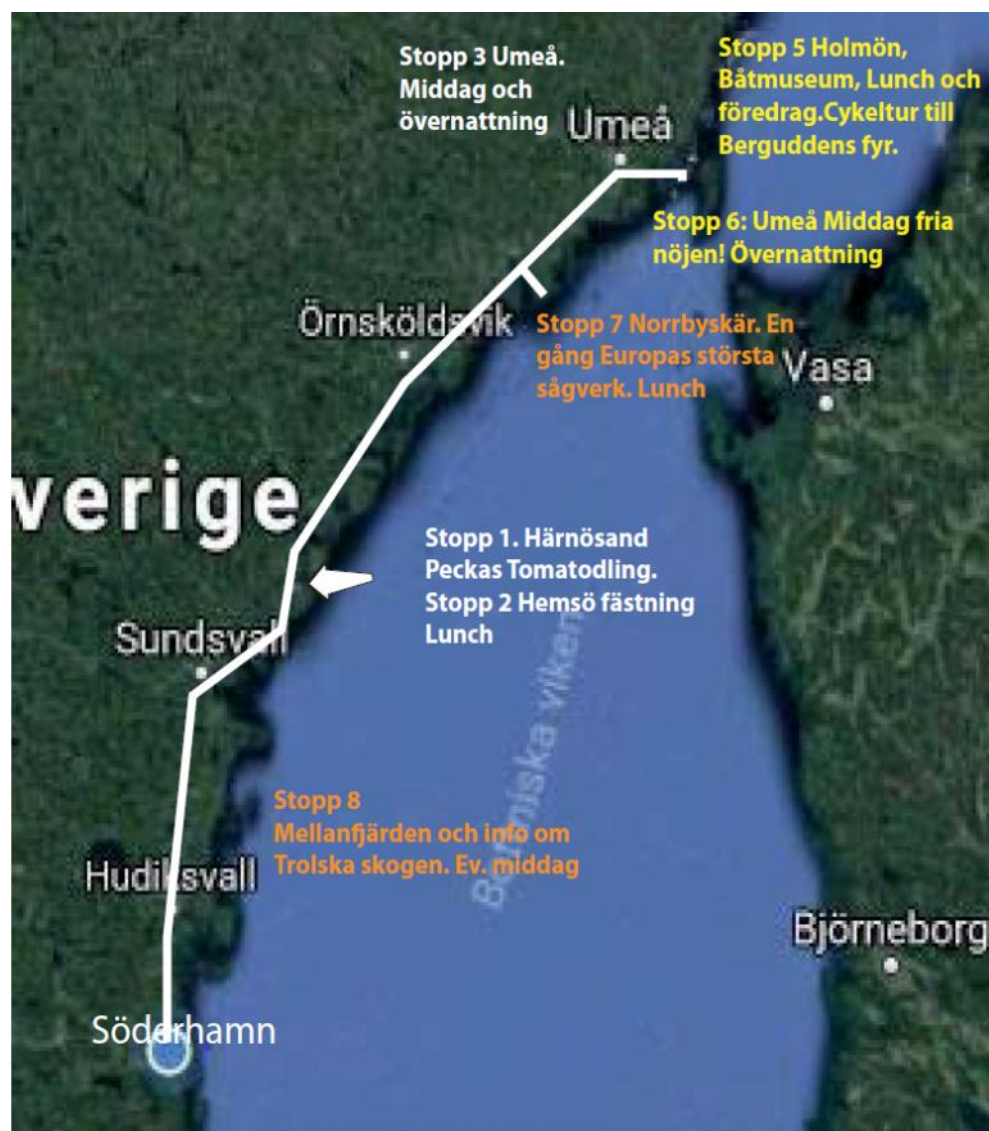 Stopp 3 Umeå.
Middag och
övernattning
Umeå
Stopp 5 Holmön,
Båtmuseum, Lunch och
föredrag.Cykeltur till
Berguddens fyr.
Stopp 6: Umeå Middag fria
nöjen! Övernattning
Örnsköldsvik
Stopp 7 Norrbyskär. En
gång Europas största
sågverk. Lunch
Vasa
verige
Stopp 1. Härnösand
Peckas Tomatodling.
Stopp 2 Hemsö fästning
Lunch
Sundsvall
Bottniska viken
Stopp 8
Mellanfjärden och info om
Trolska skogen. Ev. middag
Hudiksvall
Björneborg
Söderhamn